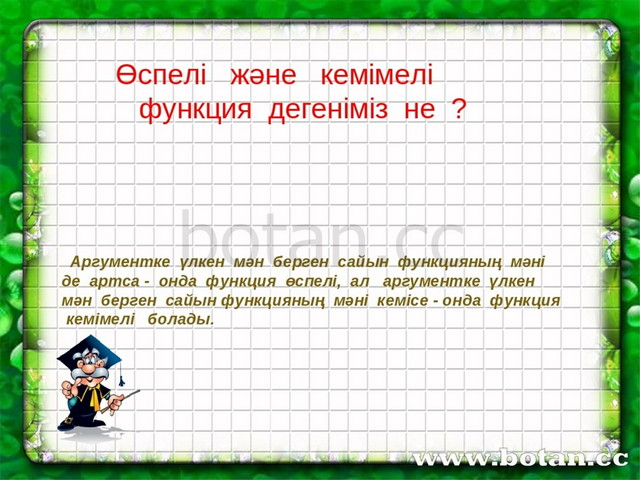 Өспелі және кемімелі
функция дегеніміз не ?
botan.cc
Аргументке үлкен мән берген сайын функцияның мәні
де артса - онда функция өспелі, ал аргументке үлкен
мән берген сайын функцияның мәні кемісе - онда функция
кемімелі болады.
www.botan.cc